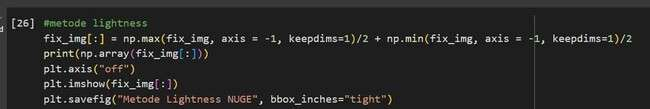 [26] #metode lightness
fix_img[:] = np.max(fix_img, axis = -1, keepdims=1)/2 + np.min(fix_img, axis = -1, keepdims=1)/2
print(np.array(fix_img[:]))
plt.axis("off")
plt.imshow(fix_img[:])
plt.savefig("Metode Lightness NUGE", bbox_inches="tight")